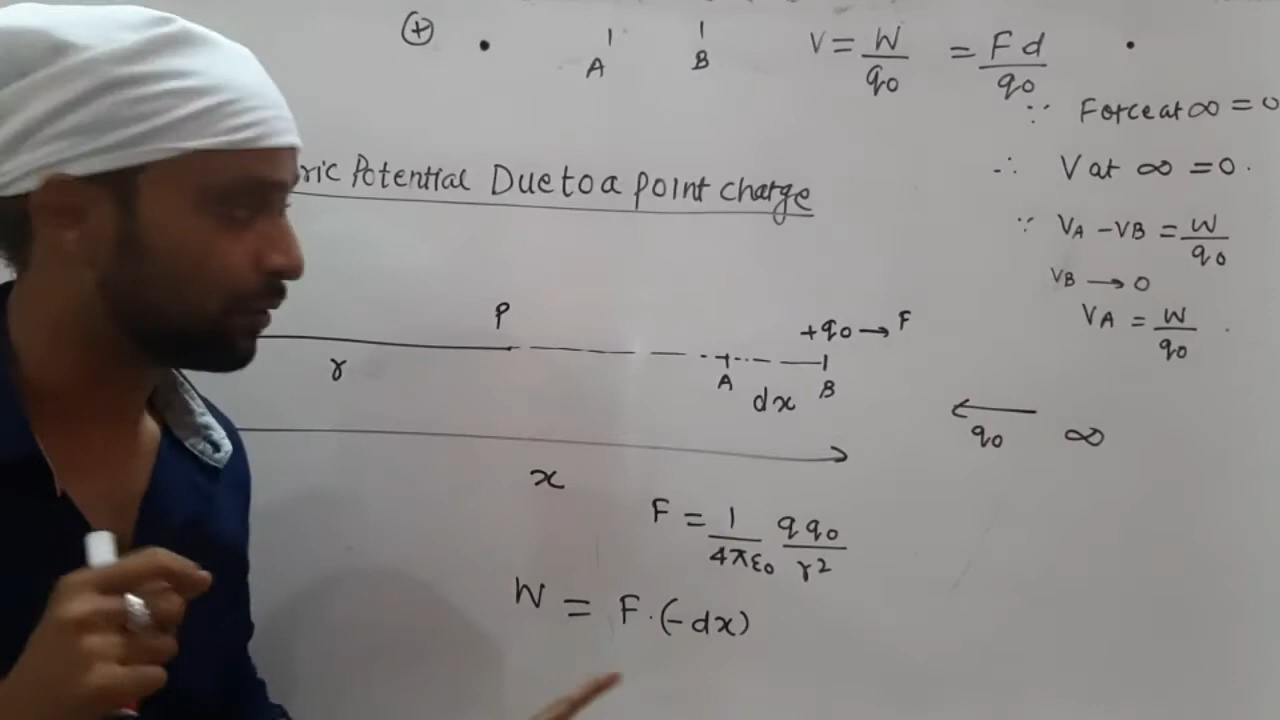 ⊕ • A B V = W/q0 = Fd/q0
∵ Force at ∞ = 0
∴ V at ∞ = 0.
ric Potential Due to a point charge
∵ VA - VB = W/q0
VB → 0
VA = W/q0
P +q0 → F
r A dx B
← q0 ∞
x
F = 1/4πε0 qq0/r²
W = F.(-dx)